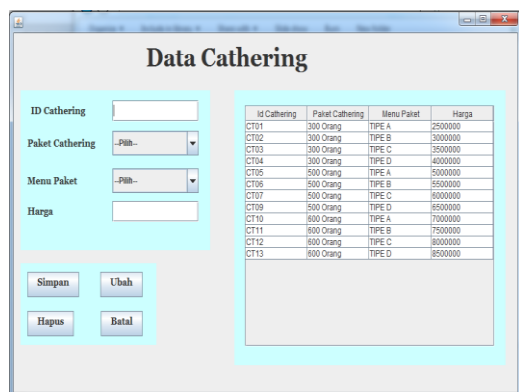 Data Cathering
ID Cathering
Paket Cathering --Pilih--
Menu Paket --Pilih--
Harga
Simpan Ubah
Hapus Batal
Id Cathering Paket Cathering Menu Paket Harga
CT01 300 Orang TIPE A 2500000
CT02 300 Orang TIPE B 3000000
CT03 300 Orang TIPE C 3500000
CT04 300 Orang TIPE D 4000000
CT05 500 Orang TIPE A 5000000
CT06 500 Orang TIPE B 5500000
CT07 500 Orang TIPE C 6000000
CT09 500 Orang TIPE D 6500000
CT10 600 Orang TIPE A 7000000
CT11 600 Orang TIPE B 7500000
CT12 600 Orang TIPE C 8000000
CT13 600 Orang TIPE D 8500000